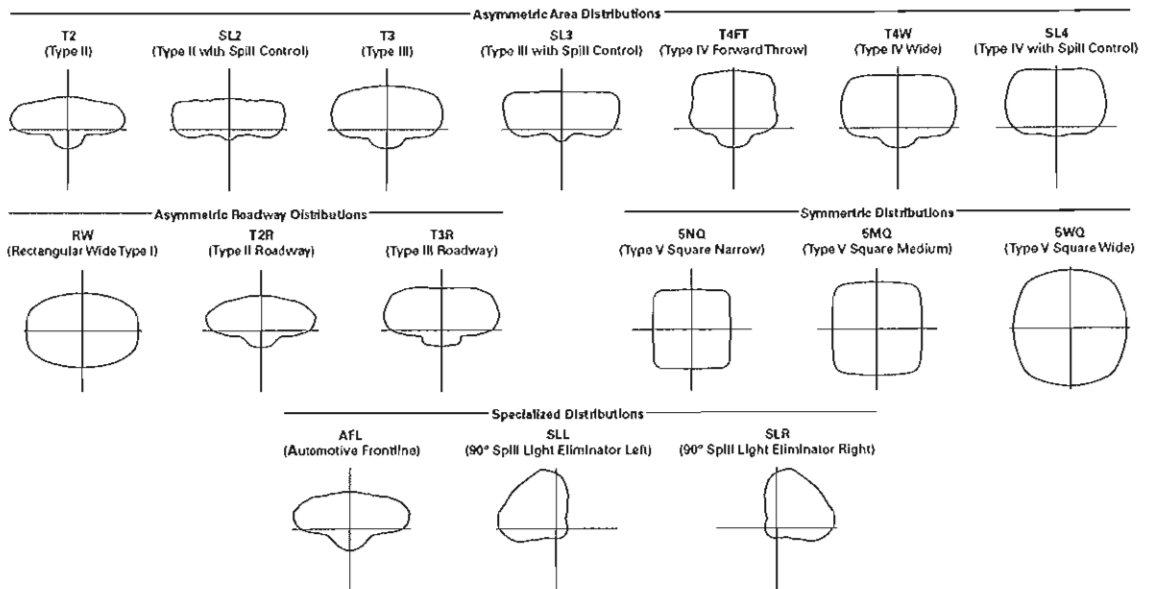 Asymmetric Area Distributions
T2 SL2 T3 SL3 T4FT T4W SL4
(Type II) (Type II with Spill Control) (Type III) (Type III with Spill Control) (Type IV Forward Throw) (Type IV Wide) (Type IV with Spill Control)
Asymmetric Roadway Distributions Symmertric Distributions
RW T2R T3R 5NQ 5MQ 5WQ
(Rectangular Wide Type I) (Type II Roadway) (Type III Roadway) (Type V Square Narrow) (Type V Square Medium) (Type V Square Wide)
Specialized Distributions
AFL SLL SLR
(Automotive Frontline) (90° Spill Light Eliminator Left) (90° Spill Light Eliminator Right)